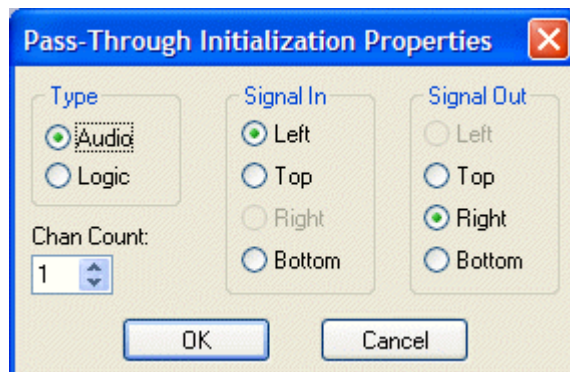 Pass-Through Initialization Properties
Type
Audio
Logic
Chan Count:
1
Signal In
Left
Top
Right
Bottom
Signal Out
Left
Top
Right
Bottom
OK
Cancel